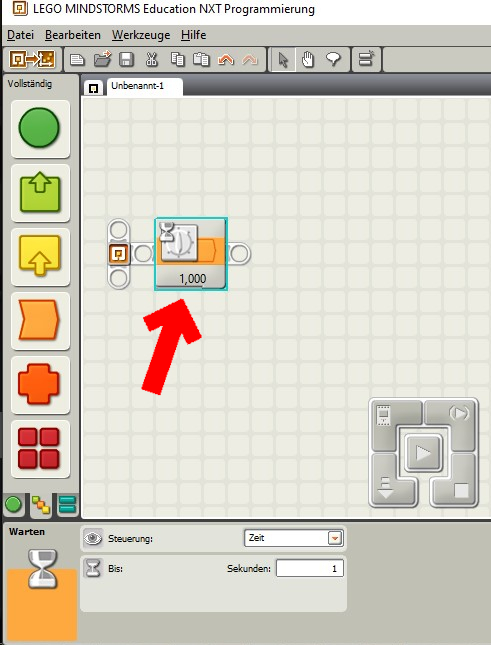 LEGO MINDSTORMS Education NXT Programmierung
Datei Bearbeiten Werkzeuge Hilfe
Vollständig
Unbenannt-1
1,000
Warten
Steuerung: Zeit
Bis: Sekunden: 1